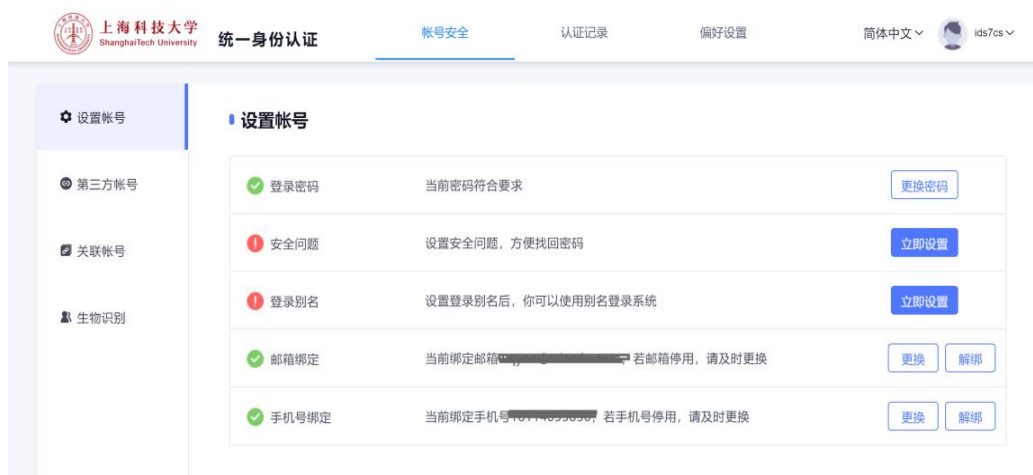 上海科技大学
ShanghaiTech University
统一身份认证
帐号安全
认证记录
偏好设置
简体中文
ids7cs
设置帐号
第三方帐号
关联帐号
生物识别
设置帐号
登录密码 当前密码符合要求 更换密码
安全问题 设置安全问题，方便找回密码 立即设置
登录别名 设置登录别名后，你可以使用别名登录系统 立即设置
邮箱绑定 当前绑定邮箱 若邮箱停用，请及时更换 更换 解绑
手机号绑定 当前绑定手机号 若手机号停用，请及时更换 更换 解绑